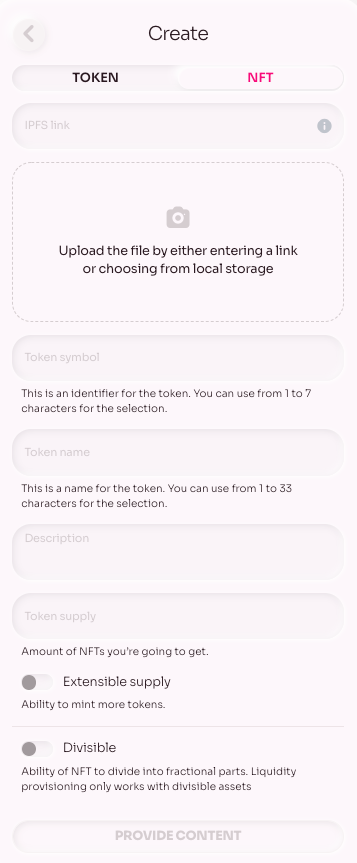 Create
TOKEN NFT
IPFS link
Upload the file by either entering a link
or choosing from local storage
Token symbol
This is an identifier for the token. You can use from 1 to 7
characters for the selection.
Token name
This is a name for the token. You can use from 1 to 33
characters for the selection.
Description
Token supply
Amount of NFTs you’re going to get.
Extensible supply
Ability to mint more tokens.
Divisible
Ability of NFT to divide into fractional parts. Liquidity
provisioning only works with divisible assets
PROVIDE CONTENT